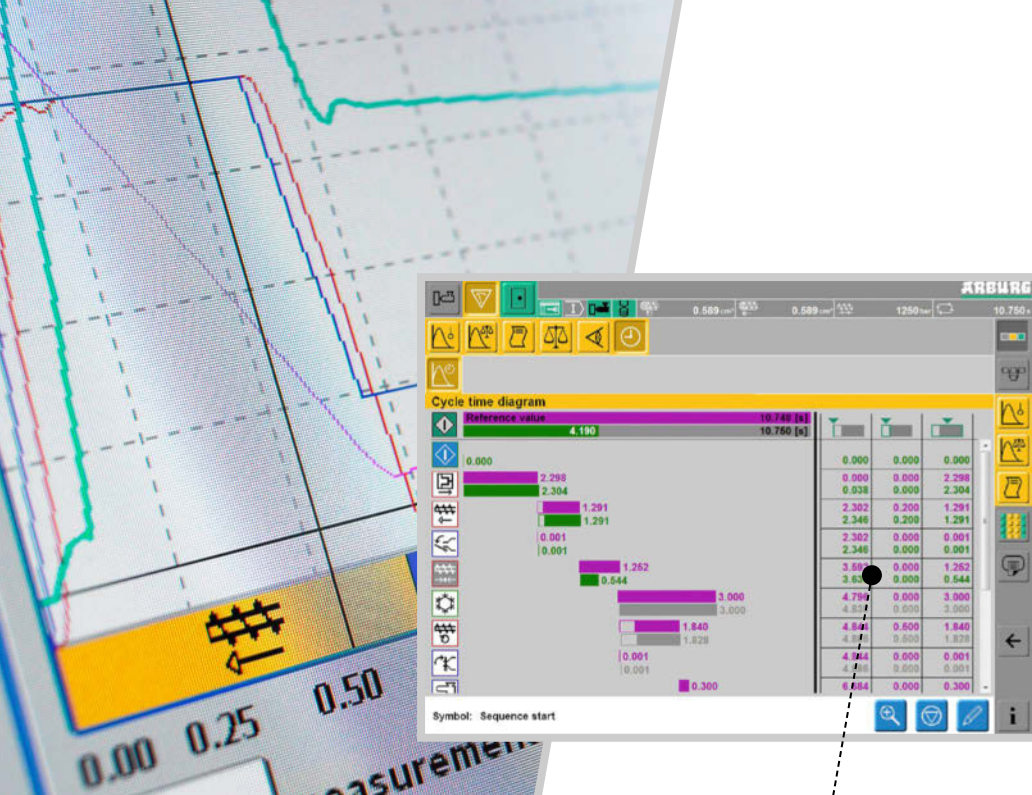 ARBURG
0.589 cm³ 0.589 cm³ 1250 bar 10.750 s
Cycle time diagram
Reference value 10.740 [s]
4.190 10.750 [s]
0.000 0.000 0.000 0.000
2.298 0.000 0.000 2.298
2.304 0.038 0.000 2.304
1.291 2.302 0.200 1.291
1.291 2.346 0.200 1.291
0.001 2.302 0.000 0.001
0.001 2.346 0.000 0.001
1.252 0.000 1.252
0.544 0.000 0.544
3.000 0.000 3.000
3.000 0.000 3.000
1.840 0.500 1.840
1.828 0.500 1.828
0.001 0.000 0.001
0.001 0.000 0.001
0.300 0.000 0.300
Symbol: Sequence start
i
0.00 0.25 0.50